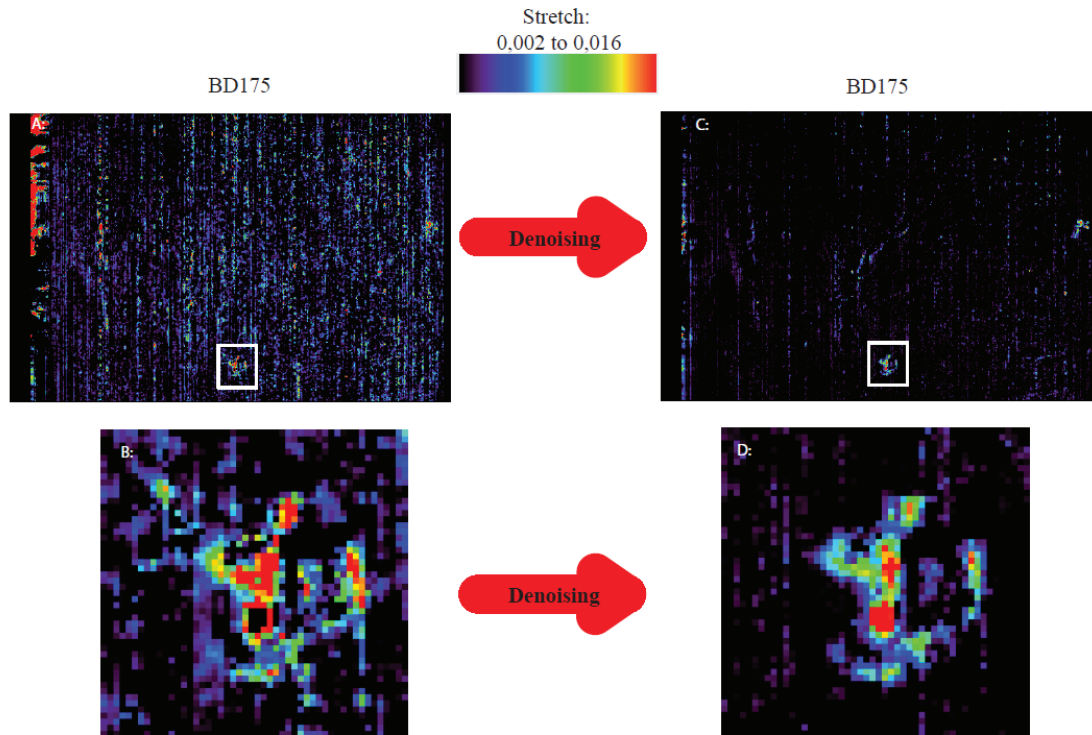 Stretch:
0,002 to 0,016
BD175
BD175
A:
C:
Denoising
B:
D:
Denoising